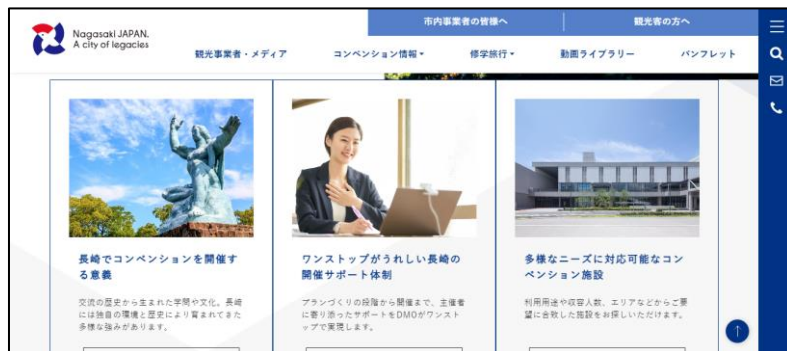 Nagasaki JAPAN.
A city of legacies
市内事業者の皆様へ
観光客の方へ
観光事業者・メディア
コンベンション情報
修学旅行
動画ライブラリー
パンフレット
長崎でコンベンションを開催す
る意義
交流の歴史から生まれた学問や文化。長崎
には独自の環境と歴史により育まれてきた
多様な強みがあります。
ワンストップがうれしい長崎の
開催サポート体制
プランづくりの段階から開催まで、主催者
に寄り添ったサポートをDMOがワンスト
ップで実現します。
多様なニーズに対応可能なコン
ベンション施設
利用用途や収容人数、エリアなどからご要
望に合致した施設をお探しいただけます。